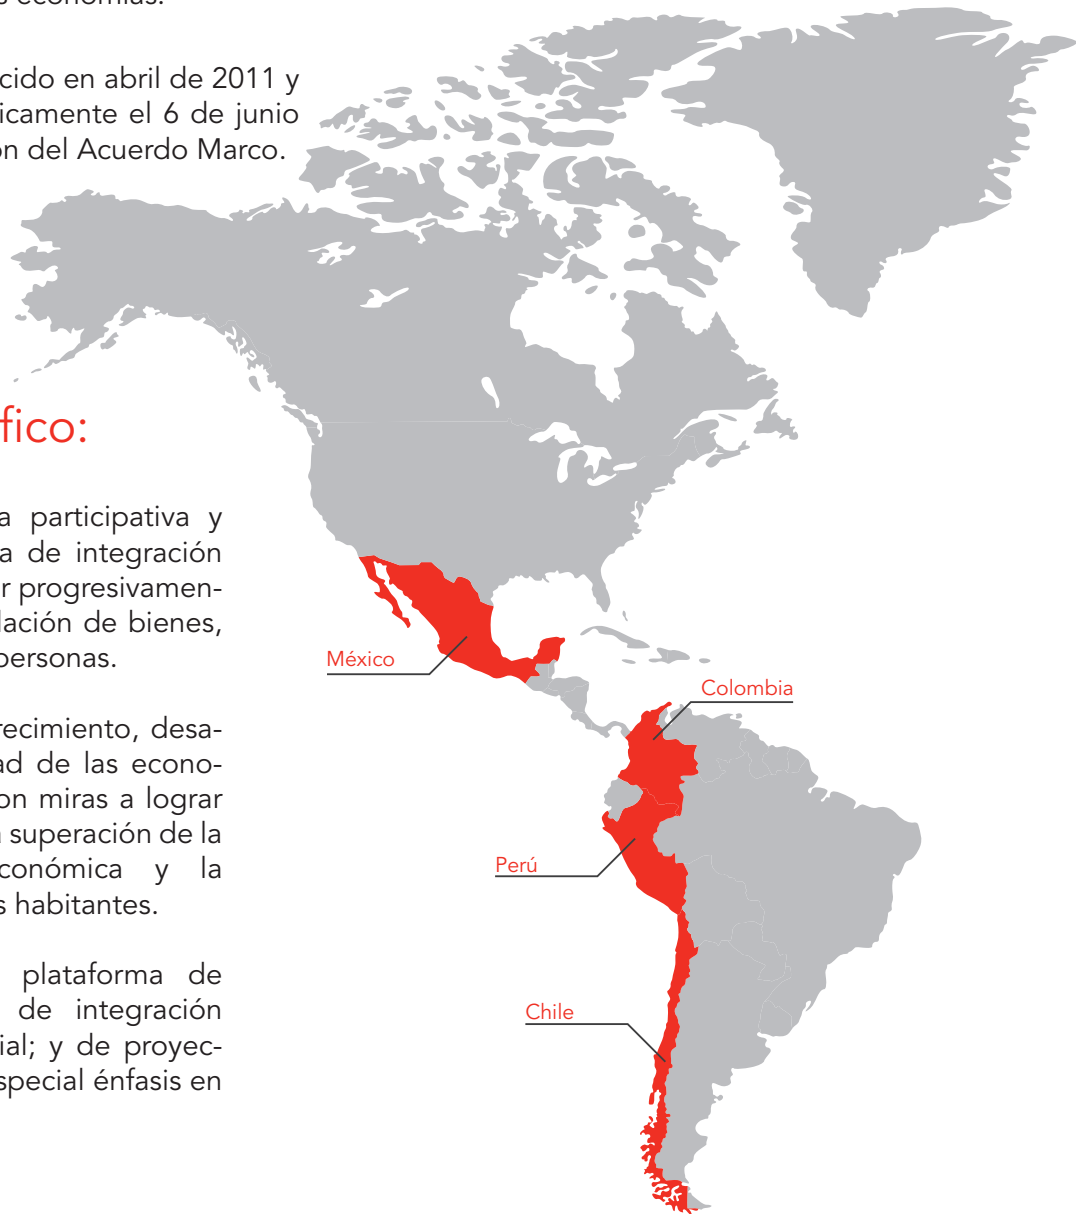 s economías.
cido en abril de 2011 y
icamente el 6 de junio
ón del Acuerdo Marco.
fico:
a participativa y
a de integración
r progresivamen-
lación de bienes,
personas.
recimiento, desa-
ad de las econo-
on miras a lograr
a superación de la
conómica y la
s habitantes.
plataforma de
de integración
ial; y de proyec-
special énfasis en
México
Colombia
Perú
Chile